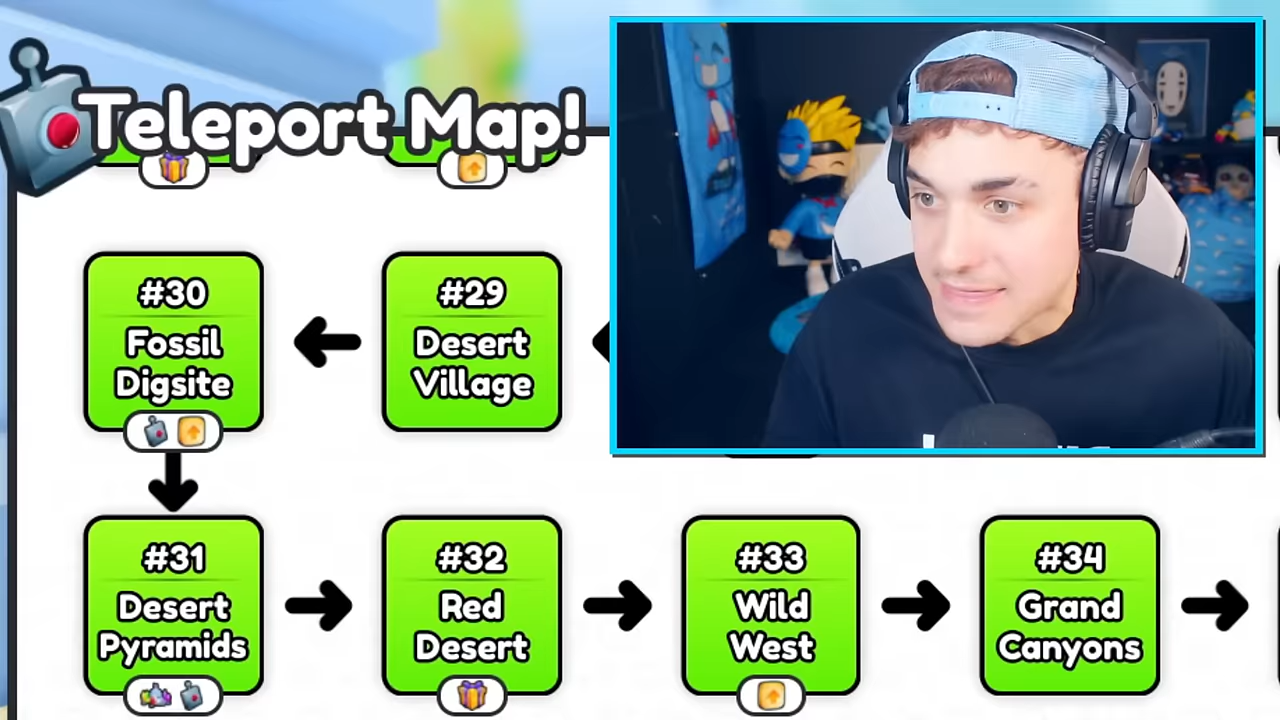 Teleport Map!
#30
Fossil
Digsite
#29
Desert
Village
#31
Desert
Pyramids
#32
Red
Desert
#33
Wild
West
#34
Grand
Canyons